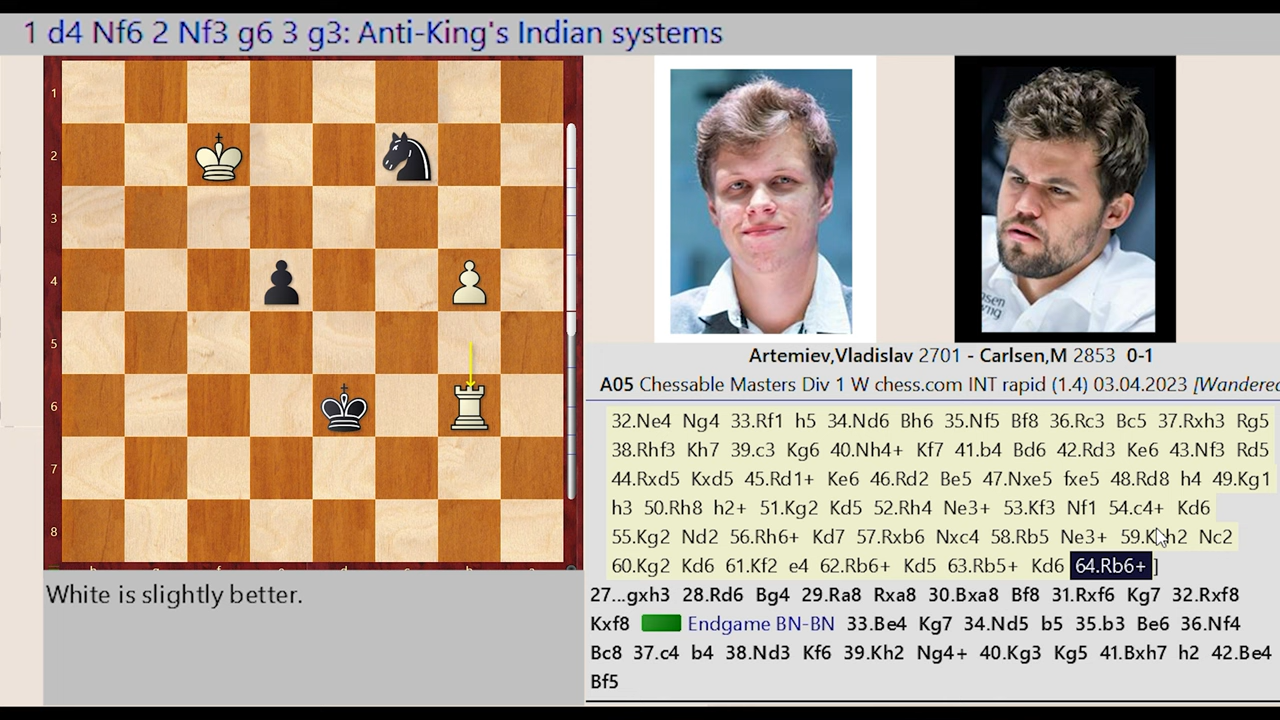 1 d4 Nf6 2 Nf3 g6 3 g3: Anti-King's Indian systems
1
2
3
4
5
6
7
8
Artemiev,Vladislav 2701 - Carlsen,M 2853 0-1
A05 Chessable Masters Div 1 W chess.com INT rapid (1.4) 03.04.2023 [Wandered
32.Ne4 Ng4 33.Rf1 h5 34.Nd6 Bh6 35.Nf5 Bf8 36.Rc3 Bc5 37.Rxh3 Rg5
38.Rhf3 Kh7 39.c3 Kg6 40.Nh4+ Kf7 41.b4 Bd6 42.Rd3 Ke6 43.Nf3 Rd5
44.Rxd5 Kxd5 45.Rd1+ Ke6 46.Rd2 Be5 47.Nxe5 fxe5 48.Rd8 h4 49.Kg1
h3 50.Rh8 h2+ 51.Kg2 Kd5 52.Rh4 Ne3+ 53.Kf3 Nf1 54.c4+ Kd6
55.Kg2 Nd2 56.Rh6+ Kd7 57.Rxb6 Nxc4 58.Rb5 Ne3+ 59.Kxh2 Nc2
60.Kg2 Kd6 61.Kf2 e4 62.Rb6+ Kd5 63.Rb5+ Kd6 64.Rb6+ ]
27...gxh3 28.Rd6 Bg4 29.Ra8 Rxa8 30.Bxa8 Bf8 31.Rxf6 Kg7 32.Rxf8
Kxf8 Endgame BN-BN 33.Be4 Kg7 34.Nd5 b5 35.b3 Be6 36.Nf4
Bc8 37.c4 b4 38.Nd3 Kf6 39.Kh2 Ng4+ 40.Kg3 Kg5 41.Bxh7 h2 42.Be4
Bf5
White is slightly better.